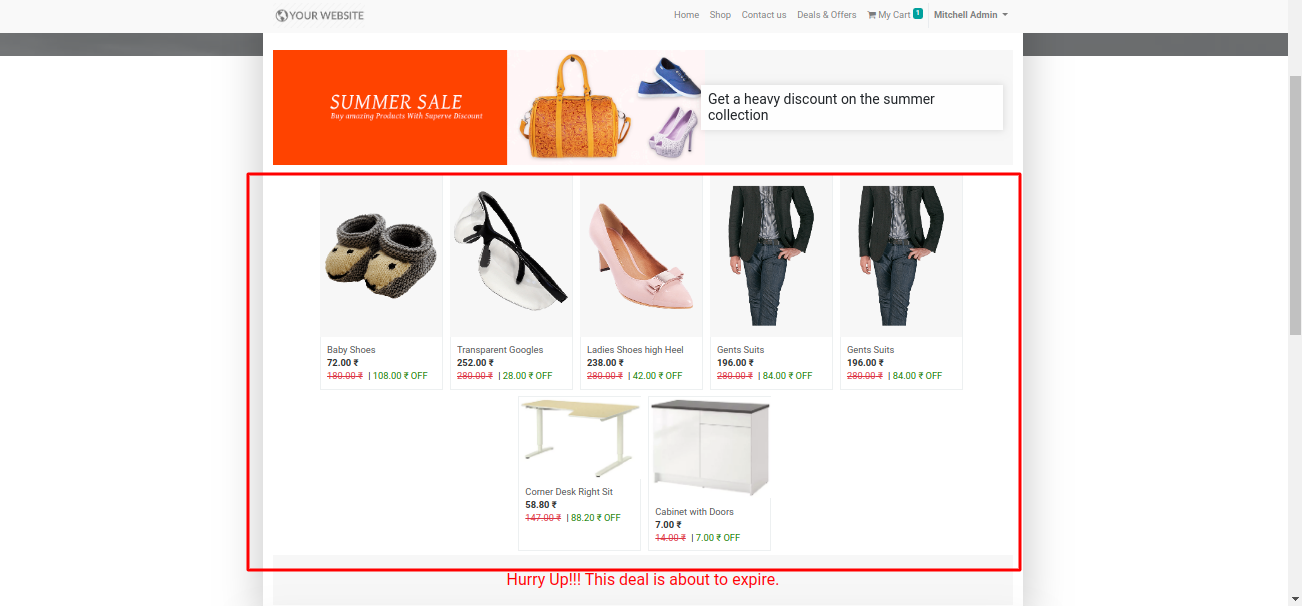 YOUR WEBSITE
Home Shop Contact us Deals & Offers My Cart 1 Mitchell Admin
SUMMER SALE
Buy amazing Products With Superve Discount
Get a heavy discount on the summer
collection
Baby Shoes
72.00 ₹
180.00 ₹ | 108.00 ₹ OFF
Transparent Googles
252.00 ₹
280.00 ₹ | 28.00 ₹ OFF
Ladies Shoes high Heel
238.00 ₹
280.00 ₹ | 42.00 ₹ OFF
Gents Suits
196.00 ₹
280.00 ₹ | 84.00 ₹ OFF
Gents Suits
196.00 ₹
280.00 ₹ | 84.00 ₹ OFF
Corner Desk Right Sit
58.80 ₹
147.00 ₹ | 88.20 ₹ OFF
Cabinet with Doors
7.00 ₹
14.00 ₹ | 7.00 ₹ OFF
Hurry Up!!! This deal is about to expire.